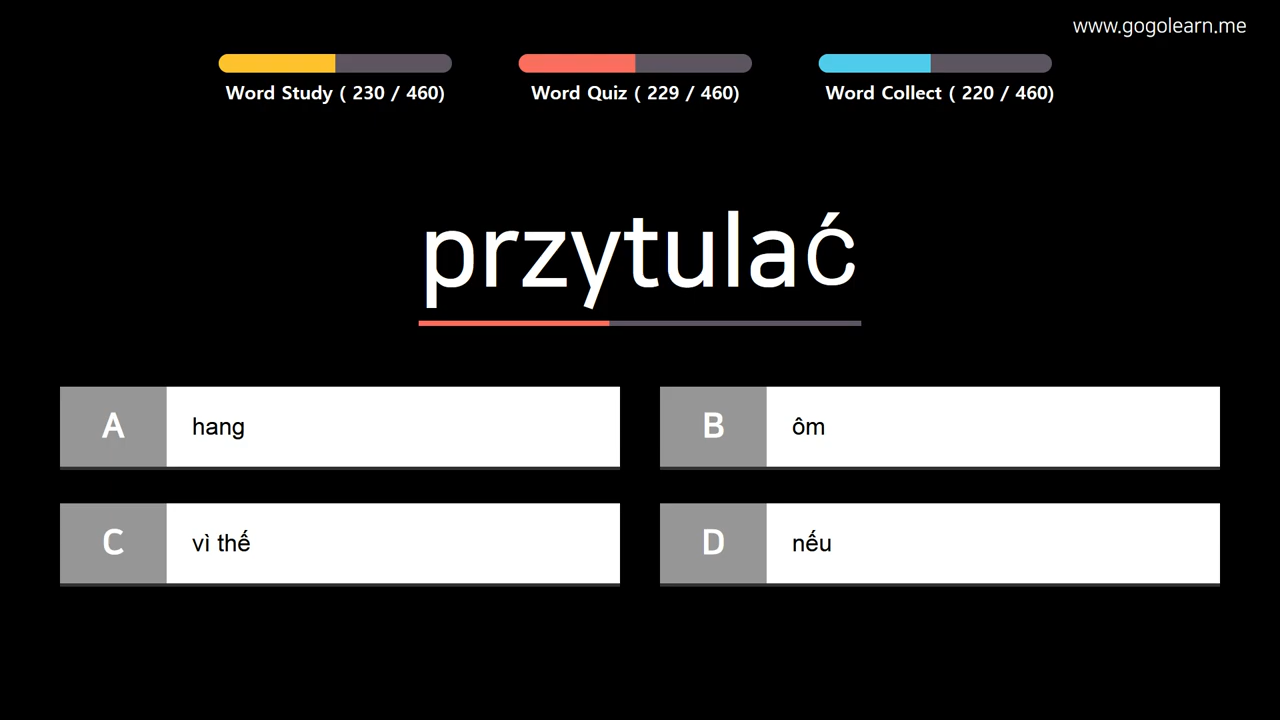 www.gogolearn.me
Word Study ( 230 / 460)
Word Quiz ( 229 / 460)
Word Collect ( 220 / 460)
przytulać
A hang
B ôm
C vì thế
D nếu